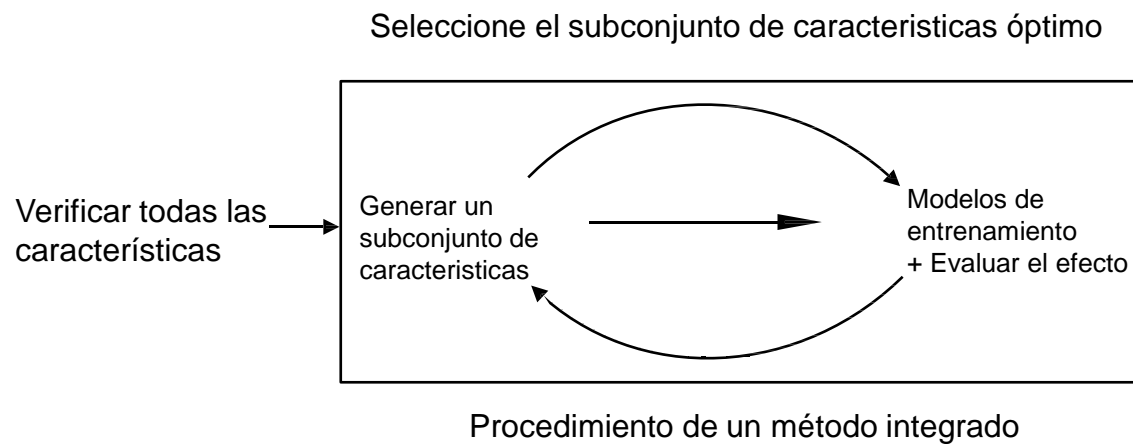 Seleccione el subconjunto de caracteristicas óptimo
Verificar todas las
características
Generar un
subconjunto de
caracteristicas
Modelos de
entrenamiento
+ Evaluar el efecto
Procedimiento de un método integrado